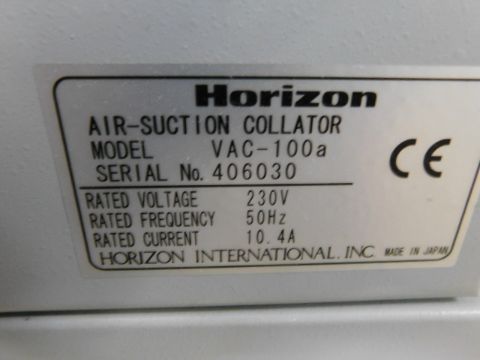 Horizon
AIR-SUCTION COLLATOR
MODEL VAC-100a
SERIAL No. 406030
CE
RATED VOLTAGE 230V
RATED FREQUENCY 50Hz
RATED CURRENT 10.4A
HORIZON INTERNATIONAL. INC. MADE IN JAPAN